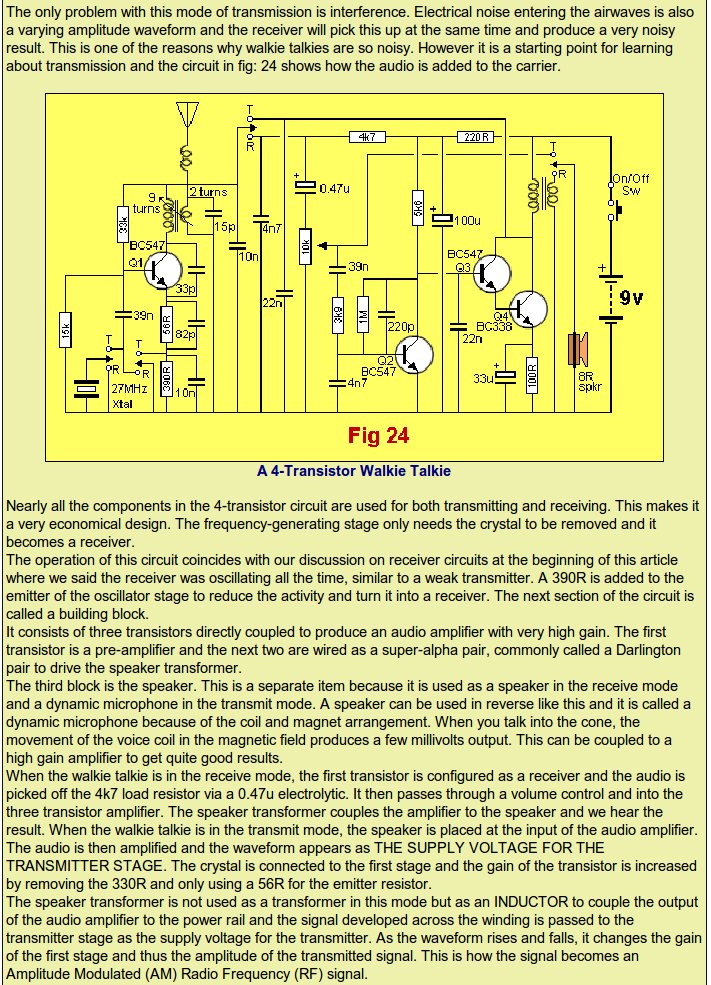 The only problem with this mode of transmission is interference. Electrical noise entering the airwaves is also
a varying amplitude waveform and the receiver will pick this up at the same time and produce a very noisy
result. This is one of the reasons why walkie talkies are so noisy. However it is a starting point for learning
about transmission and the circuit in fig: 24 shows how the audio is added to the carrier.
T
R
4k7
220R
T
R
On/Off
Sw
9
turns
2 turns
33k
15p
4n7
0.47u
10k
5k6
100u
BC547
Q1
10n
39n
BC547
Q3
+
9v
33p
22n
15k
39n
56R
82p
3k9
1M
220p
22n
Q4
BC338
T
T
R
R
390R
10n
27MHz
Xtal
4n7
Q2
BC547
33u
100R
8R
spkr
Fig 24
A 4-Transistor Walkie Talkie
Nearly all the components in the 4-transistor circuit are used for both transmitting and receiving. This makes it
a very economical design. The frequency-generating stage only needs the crystal to be removed and it
becomes a receiver.
The operation of this circuit coincides with our discussion on receiver circuits at the beginning of this article
where we said the receiver was oscillating all the time, similar to a weak transmitter. A 390R is added to the
emitter of the oscillator stage to reduce the activity and turn it into a receiver. The next section of the circuit is
called a building block.
It consists of three transistors directly coupled to produce an audio amplifier with very high gain. The first
transistor is a pre-amplifier and the next two are wired as a super-alpha pair, commonly called a Darlington
pair to drive the speaker transformer.
The third block is the speaker. This is a separate item because it is used as a speaker in the receive mode
and a dynamic microphone in the transmit mode. A speaker can be used in reverse like this and it is called a
dynamic microphone because of the coil and magnet arrangement. When you talk into the cone, the
movement of the voice coil in the magnetic field produces a few millivolts output. This can be coupled to a
high gain amplifier to get quite good results.
When the walkie talkie is in the receive mode, the first transistor is configured as a receiver and the audio is
picked off the 4k7 load resistor via a 0.47u electrolytic. It then passes through a volume control and into the
three transistor amplifier. The speaker transformer couples the amplifier to the speaker and we hear the
result. When the walkie talkie is in the transmit mode, the speaker is placed at the input of the audio amplifier.
The audio is then amplified and the waveform appears as THE SUPPLY VOLTAGE FOR THE
TRANSMITTER STAGE. The crystal is connected to the first stage and the gain of the transistor is increased
by removing the 330R and only using a 56R for the emitter resistor.
The speaker transformer is not used as a transformer in this mode but as an INDUCTOR to couple the output
of the audio amplifier to the power rail and the signal developed across the winding is passed to the
transmitter stage as the supply voltage for the transmitter. As the waveform rises and falls, it changes the gain
of the first stage and thus the amplitude of the transmitted signal. This is how the signal becomes an
Amplitude Modulated (AM) Radio Frequency (RF) signal.